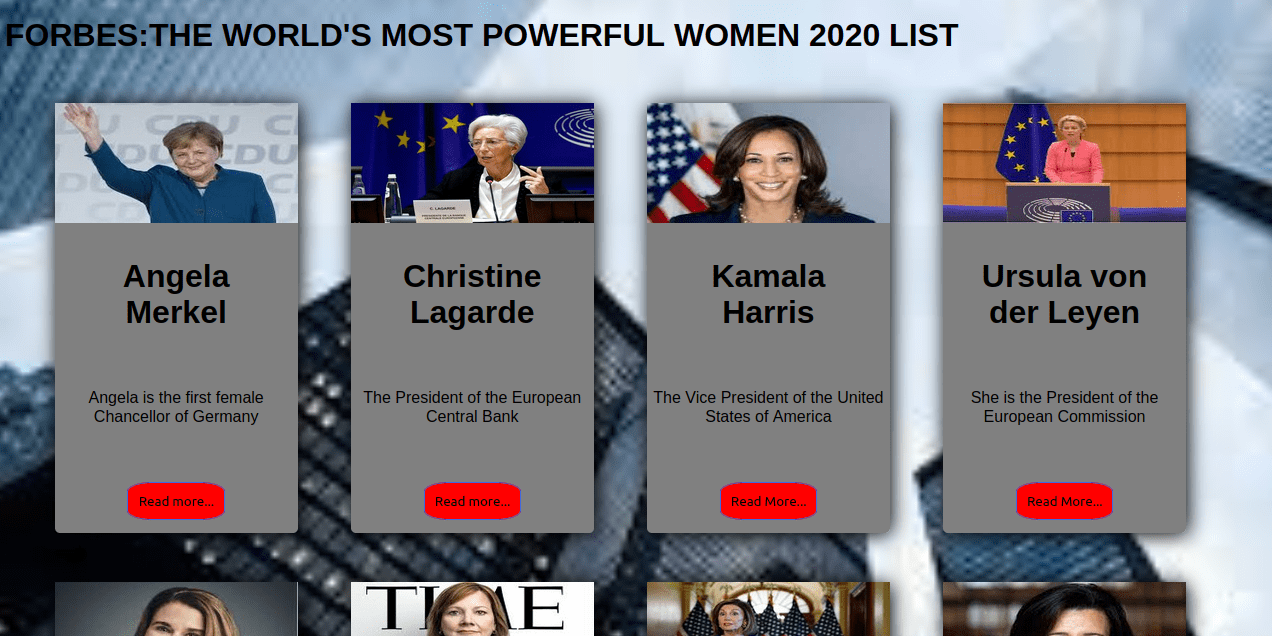 FORBES:THE WORLD'S MOST POWERFUL WOMEN 2020 LIST
CDU
CDU
C. LAGARDE
Angela
Merkel
Christine
Lagarde
Kamala
Harris
Ursula von
der Leyen
Angela is the first female
Chancellor of Germany
The President of the European
Central Bank
The Vice President of the United
States of America
She is the President of the
European Commission
Read more...
Read more...
Read More...
Read More...
TIME